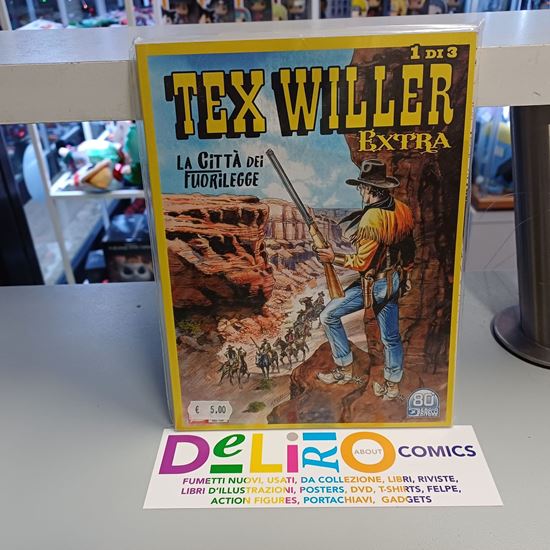 1 DI 3
TEX WILLER
EXTRA
LA CITTÀ DEI
FUORILEGGE
€ 5.00
80
DELiRiO ABOUT COMICS
FUMETTI NUOVI, USATI, DA COLLEZIONE, LIBRI, RIVISTE,
LIBRI D'ILLUSTRAZIONI, POSTERS, DVD, T-SHIRTS, FELPE,
ACTION FIGURES, PORTACHIAVI, GADGETS